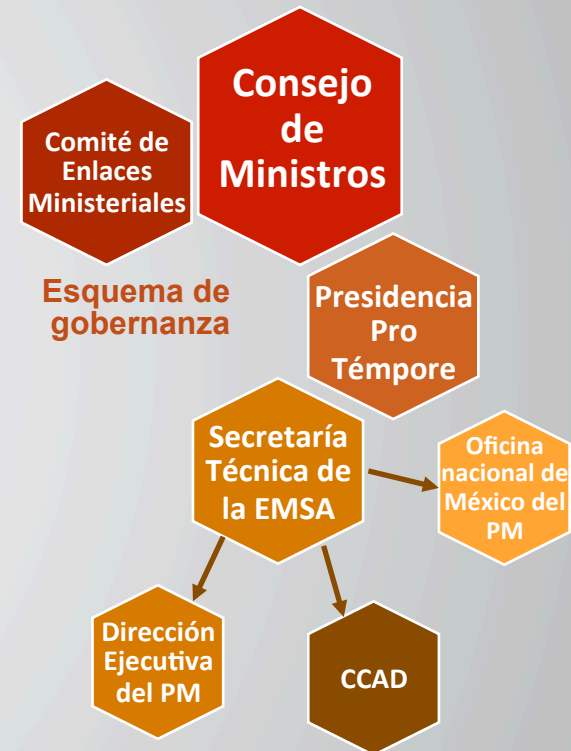 Consejo
de
Ministros
Comité de
Enlaces
Ministeriales
Esquema de
gobernanza
Presidencia
Pro
Témpore
Secretaría
Técnica de
la EMSA
Oficina
nacional de
México del
PM
Dirección
Ejecutiva
del PM
CCAD